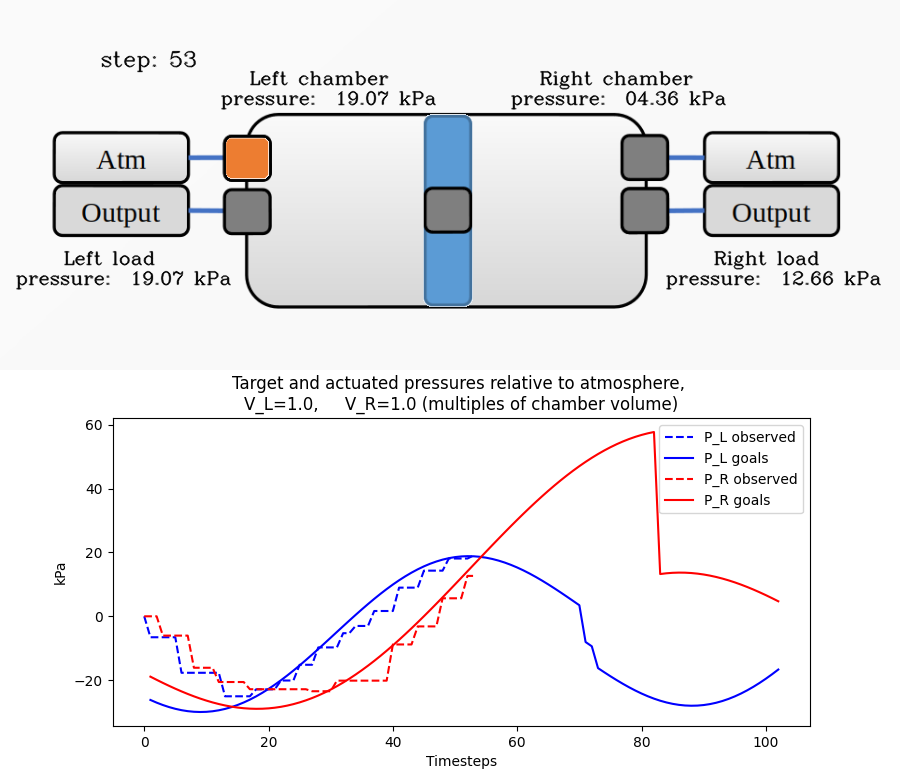 step: 53
Left chamber
pressure: 19.07 kPa
Right chamber
pressure: 04.36 kPa
Atm
Atm
Output
Output
Left load
pressure: 19.07 kPa
Right load
pressure: 12.66 kPa
Target and actuated pressures relative to atmosphere,
V_L=1.0, V_R=1.0 (multiples of chamber volume)
60
40
20
0
−20
kPa
P_L observed
P_L goals
P_R observed
P_R goals
0 20 40 60 80 100
Timesteps